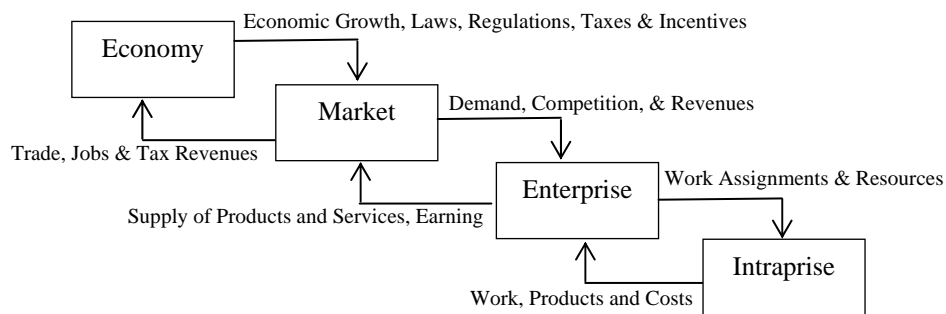 Economic Growth, Laws, Regulations, Taxes & Incentives
Economy
Market
Demand, Competition, & Revenues
Trade, Jobs & Tax Revenues
Enterprise
Work Assignments & Resources
Supply of Products and Services, Earning
Intraprise
Work, Products and Costs